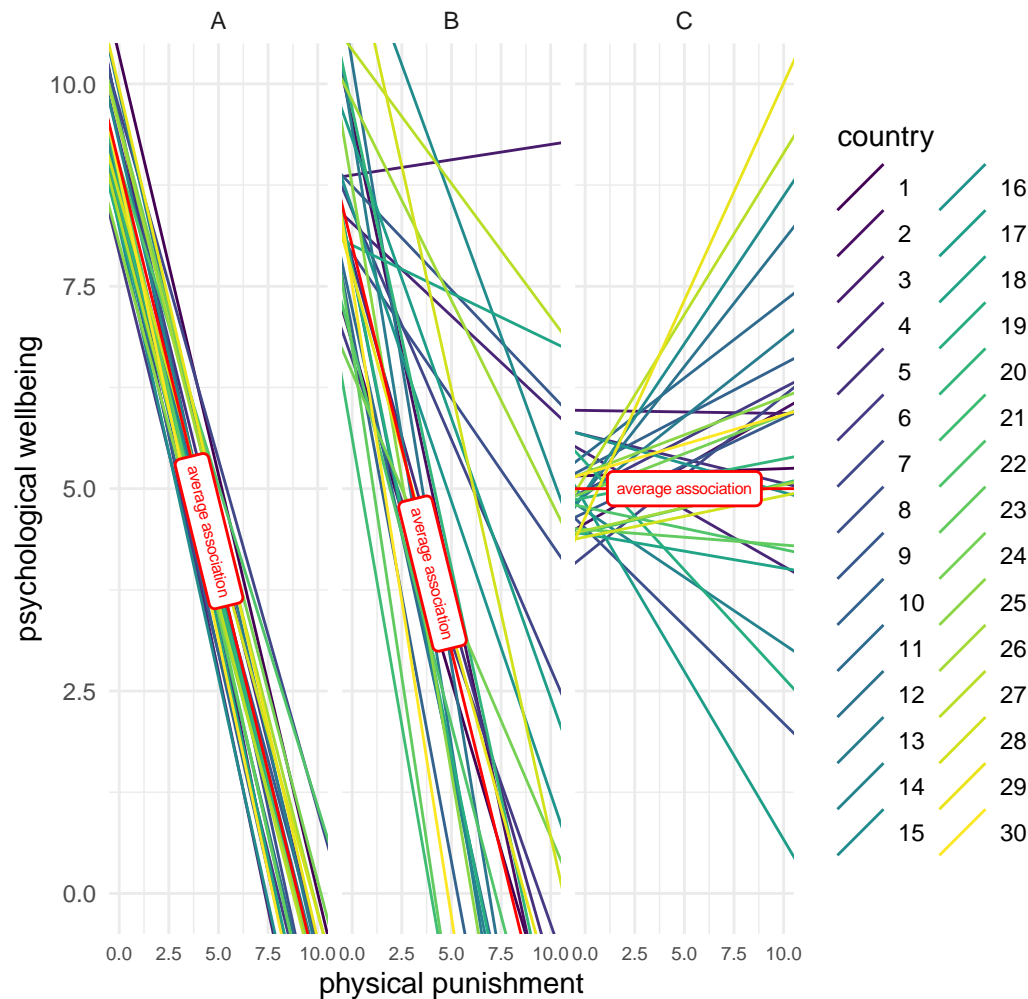 A B C
10.0
7.5
5.0
2.5
0.0
psychological wellbeing
average association
average association
average association
0.0 2.5 5.0 7.5 10.0 0.0 2.5 5.0 7.5 10.0 0.0 2.5 5.0 7.5 10.0
physical punishment
country
1 16
2 17
3 18
4 19
5 20
6 21
7 22
8 23
9 24
10 25
11 26
12 27
13 28
14 29
15 30